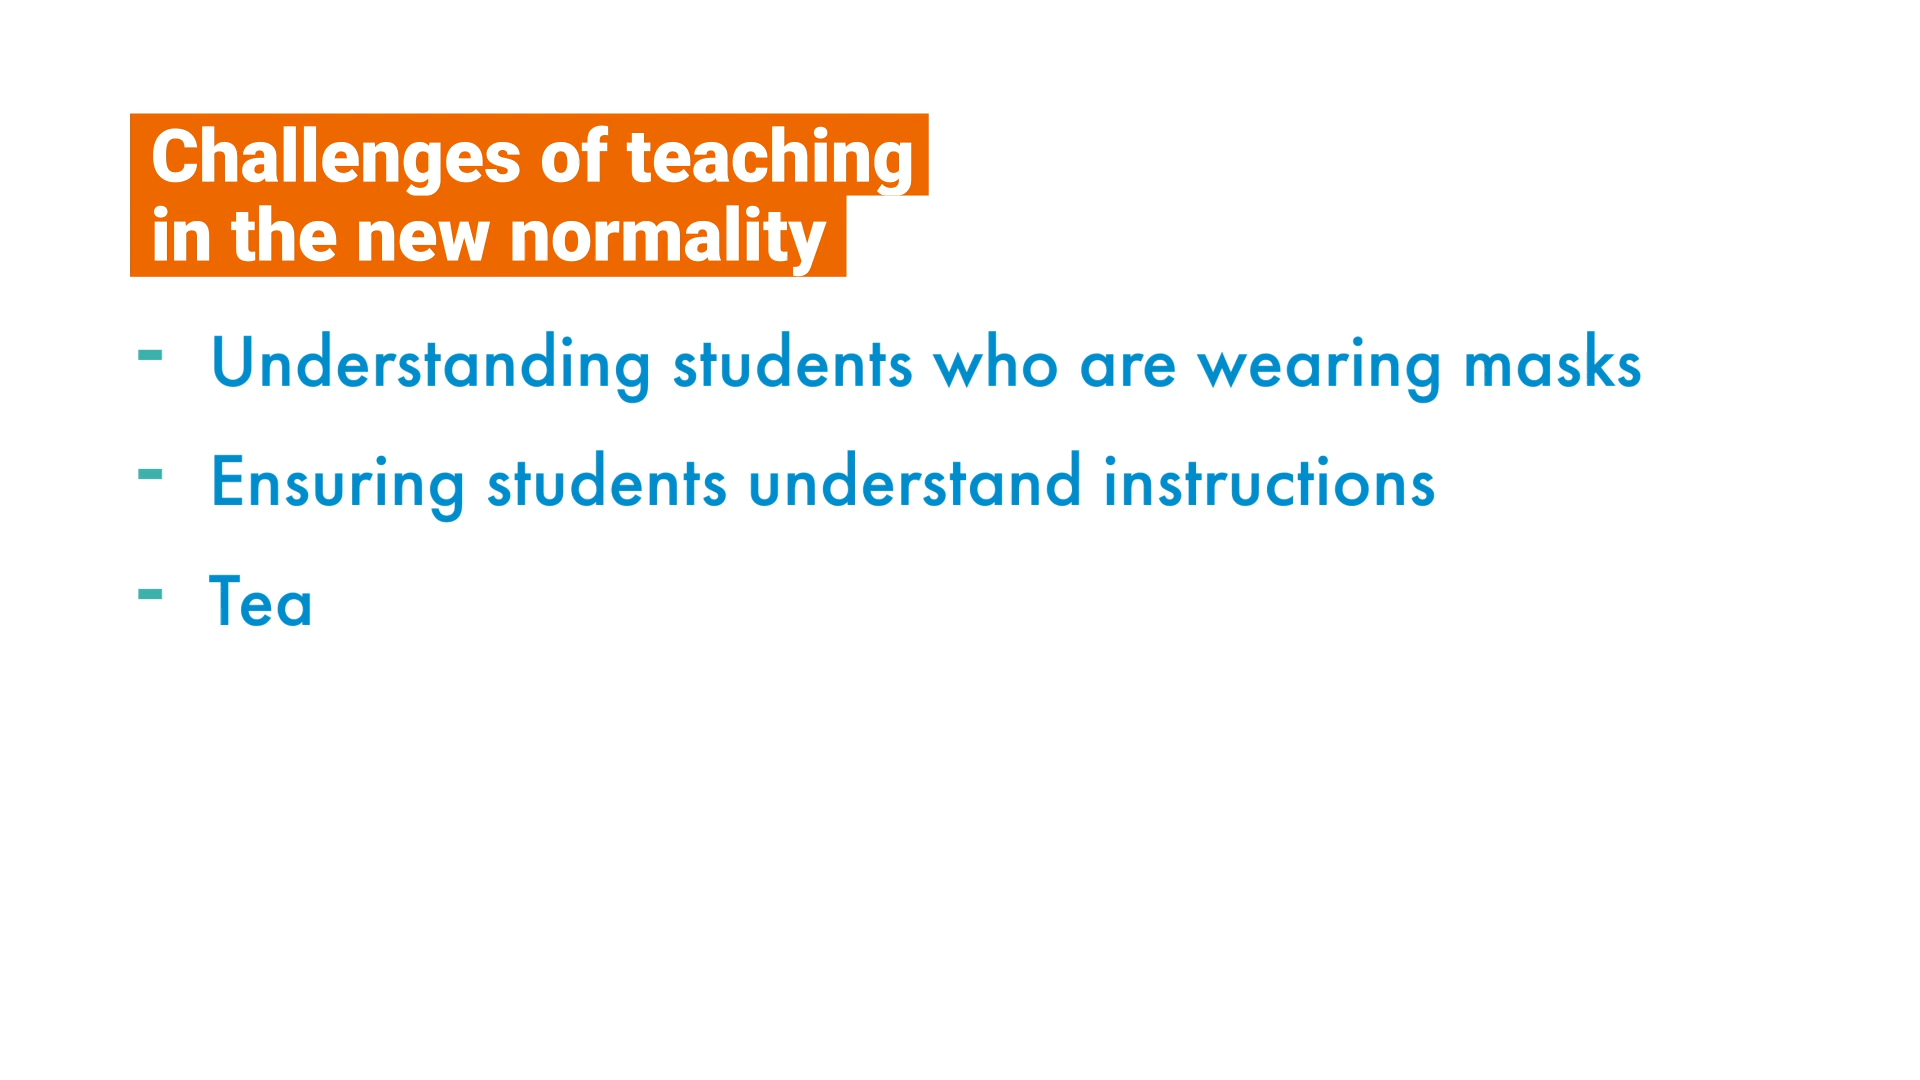 Challenges of teaching
in the new normality
- Understanding students who are wearing masks
- Ensuring students understand instructions
- Tea